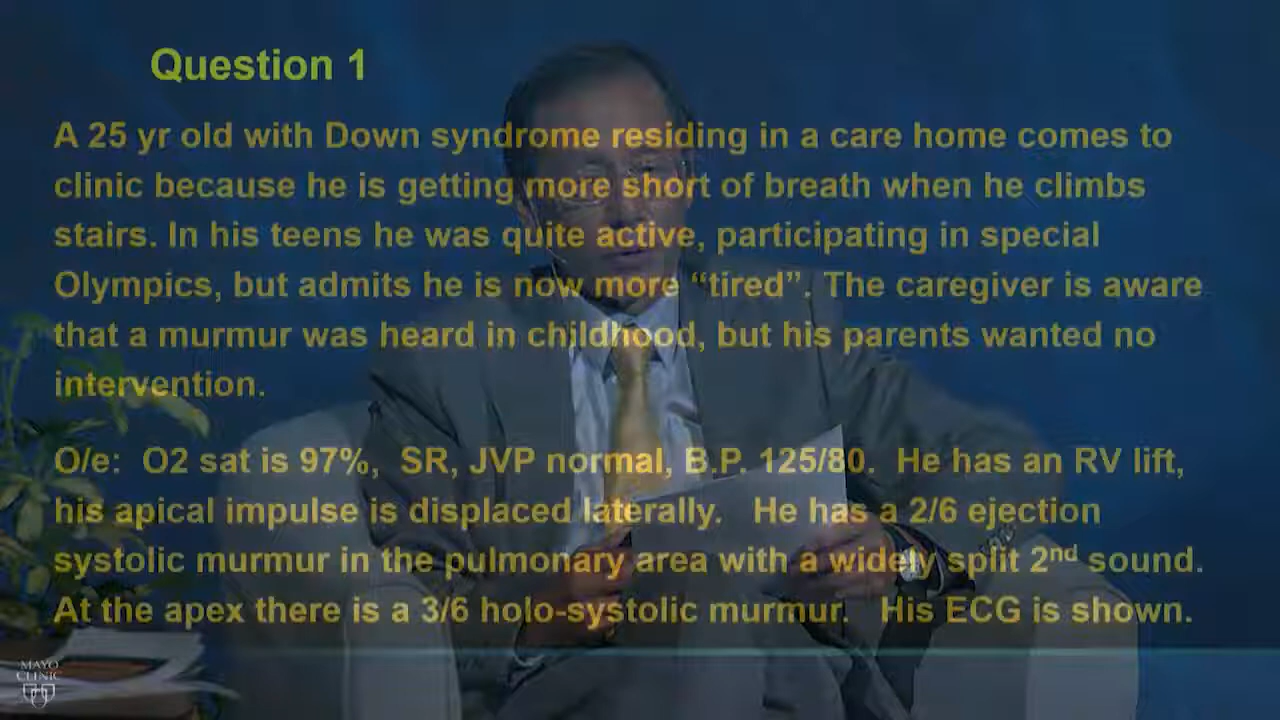 Question 1
A 25 yr old with Down syndrome residing in a care home comes to
clinic because he is getting more short of breath when he climbs
stairs. In his teens he was quite active, participating in special
Olympics, but admits he is now more “tired”. The caregiver is aware
that a murmur was heard in childhood, but his parents wanted no
intervention.
O/e: O2 sat is 97%, SR, JVP normal, B.P. 125/80. He has an RV lift,
his apical impulse is displaced laterally. He has a 2/6 ejection
systolic murmur in the pulmonary area with a widely split 2nd sound.
At the apex there is a 3/6 holo-systolic murmur. His ECG is shown.
MAYO
CLINIC